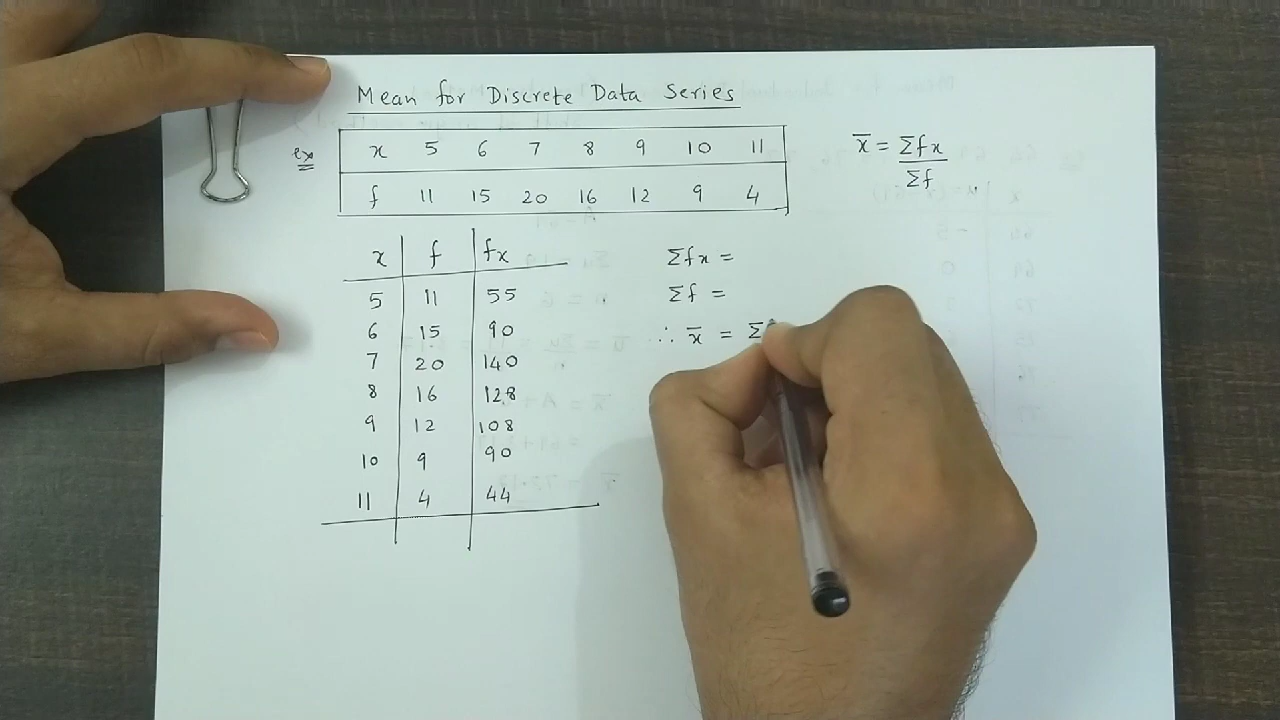 Mean for Discrete Data Series
ex
x 5 6 7 8 9 10 11
f 11 15 20 16 12 9 4
x̄ = Σfx / Σf
x f fx
5 11 55
6 15 90
7 20 140
8 16 128
9 12 108
10 9 90
11 4 44
Σfx =
Σf =
∴ x̄ = Σ